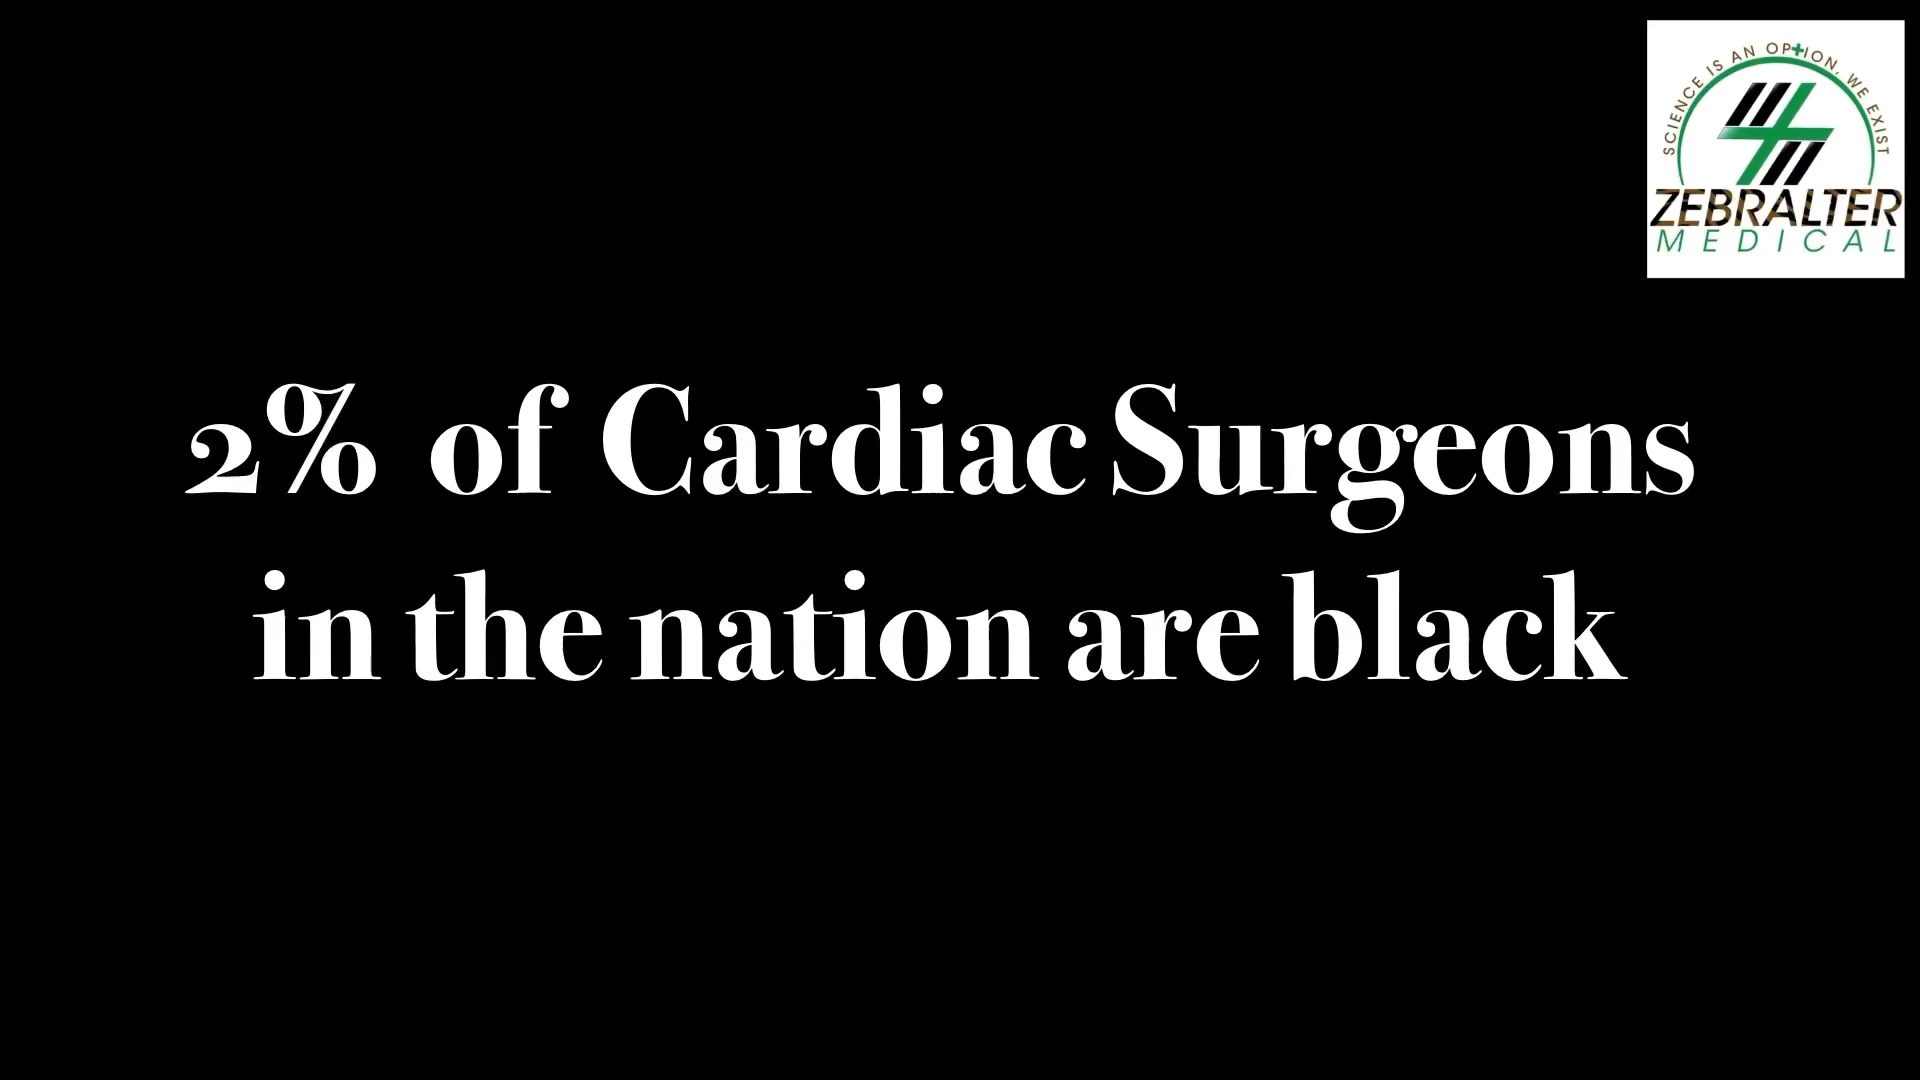 SCIENCE IS AN OPTION, WE EXIST
ZEBRALTER
MEDICAL
2% of Cardiac Surgeons
in the nation are black